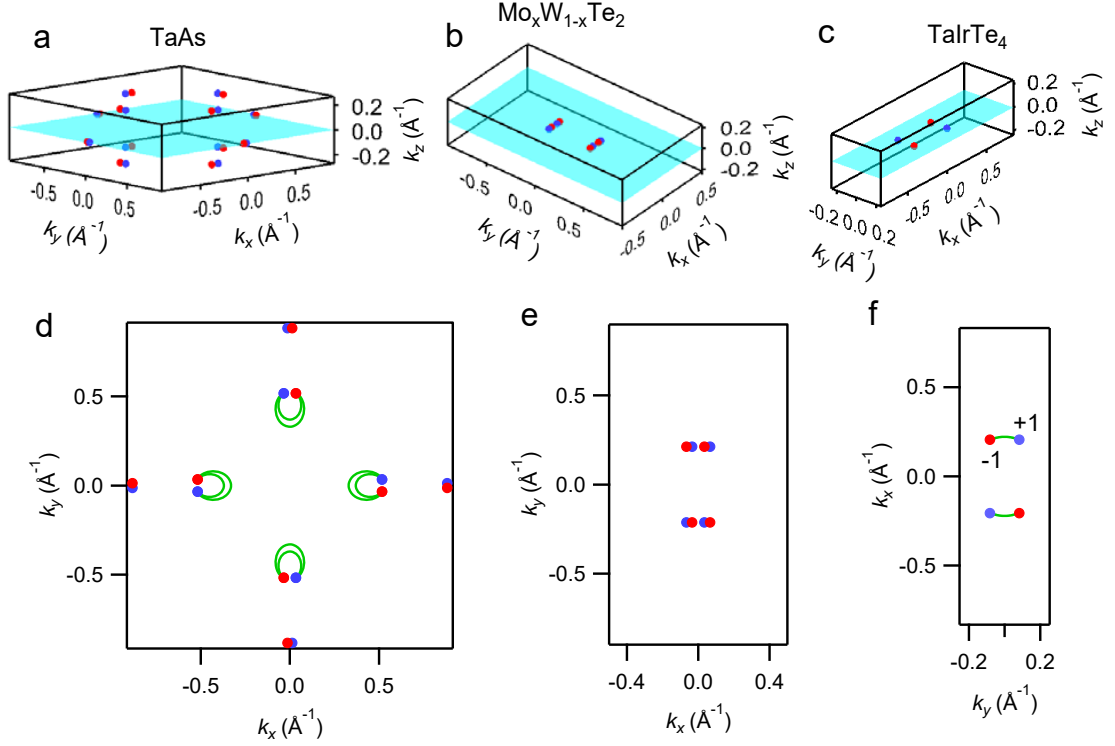 a TaAs
b MoxW1-xTe2
c TaIrTe4
0.2
0.0
-0.2
kz (Å-1)
-0.5
0.0
0.5
ky (Å-1)
-0.5
0.0
0.5
kx (Å-1)
0.2
0.0
-0.2
kz (Å-1)
-0.5
0.0
0.5
ky (Å-1)
-0.5
0.0
0.5
kx (Å-1)
0.2
0.0
-0.2
kz (Å-1)
-0.2 0.0 0.2
ky (Å-1)
-0.5
0.0
0.5
kx (Å-1)
d
0.5
0.0
-0.5
ky (Å-1)
-0.5 0.0 0.5
kx (Å-1)
e
0.5
0.0
-0.5
ky (Å-1)
-0.4 0.0 0.4
kx (Å-1)
f
0.5
0.0
-0.5
kx (Å-1)
+1
-1
-0.2 0.2
ky (Å-1)